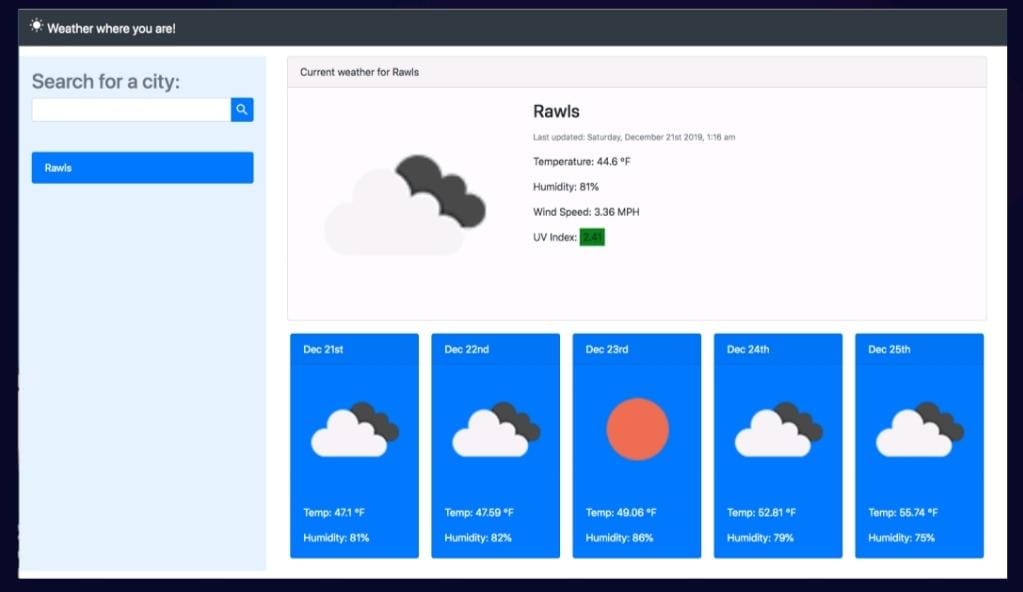 Weather where you are!
Search for a city:
Rawls
Current weather for Rawls
Rawls
Last updated: Saturday, December 21st 2019, 1:16 am
Temperature: 44.6 °F
Humidity: 81%
Wind Speed: 3.36 MPH
UV Index: 2.41
Dec 21st
Temp: 47.1 °F
Humidity: 81%
Dec 22nd
Temp: 47.59 °F
Humidity: 82%
Dec 23rd
Temp: 49.06 °F
Humidity: 86%
Dec 24th
Temp: 52.81 °F
Humidity: 79%
Dec 25th
Temp: 55.74 °F
Humidity: 75%